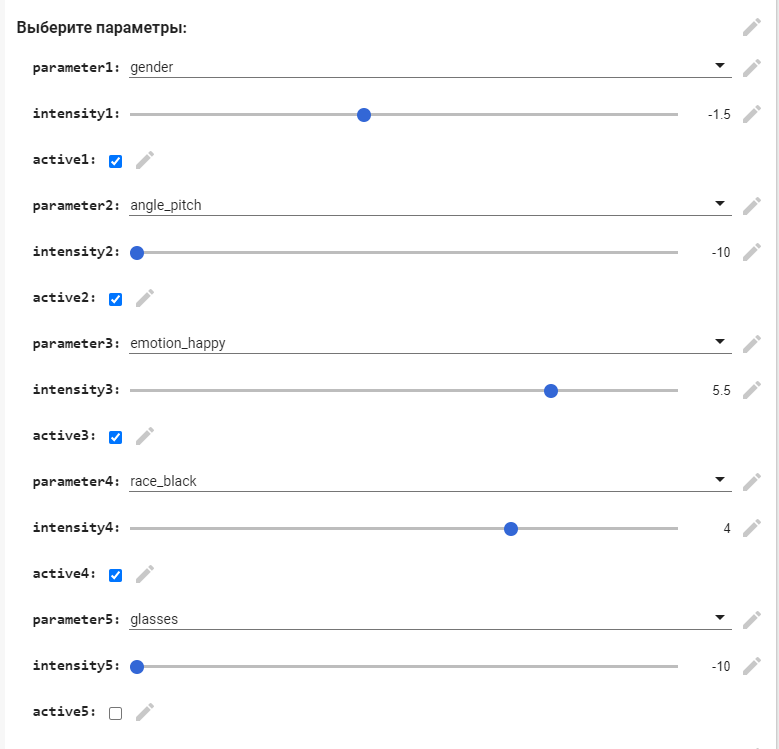 Выберите параметры:
parameter1: gender
intensity1: -1.5
active1:
parameter2: angle_pitch
intensity2: -10
active2:
parameter3: emotion_happy
intensity3: 5.5
active3:
parameter4: race_black
intensity4: 4
active4:
parameter5: glasses
intensity5: -10
active5: